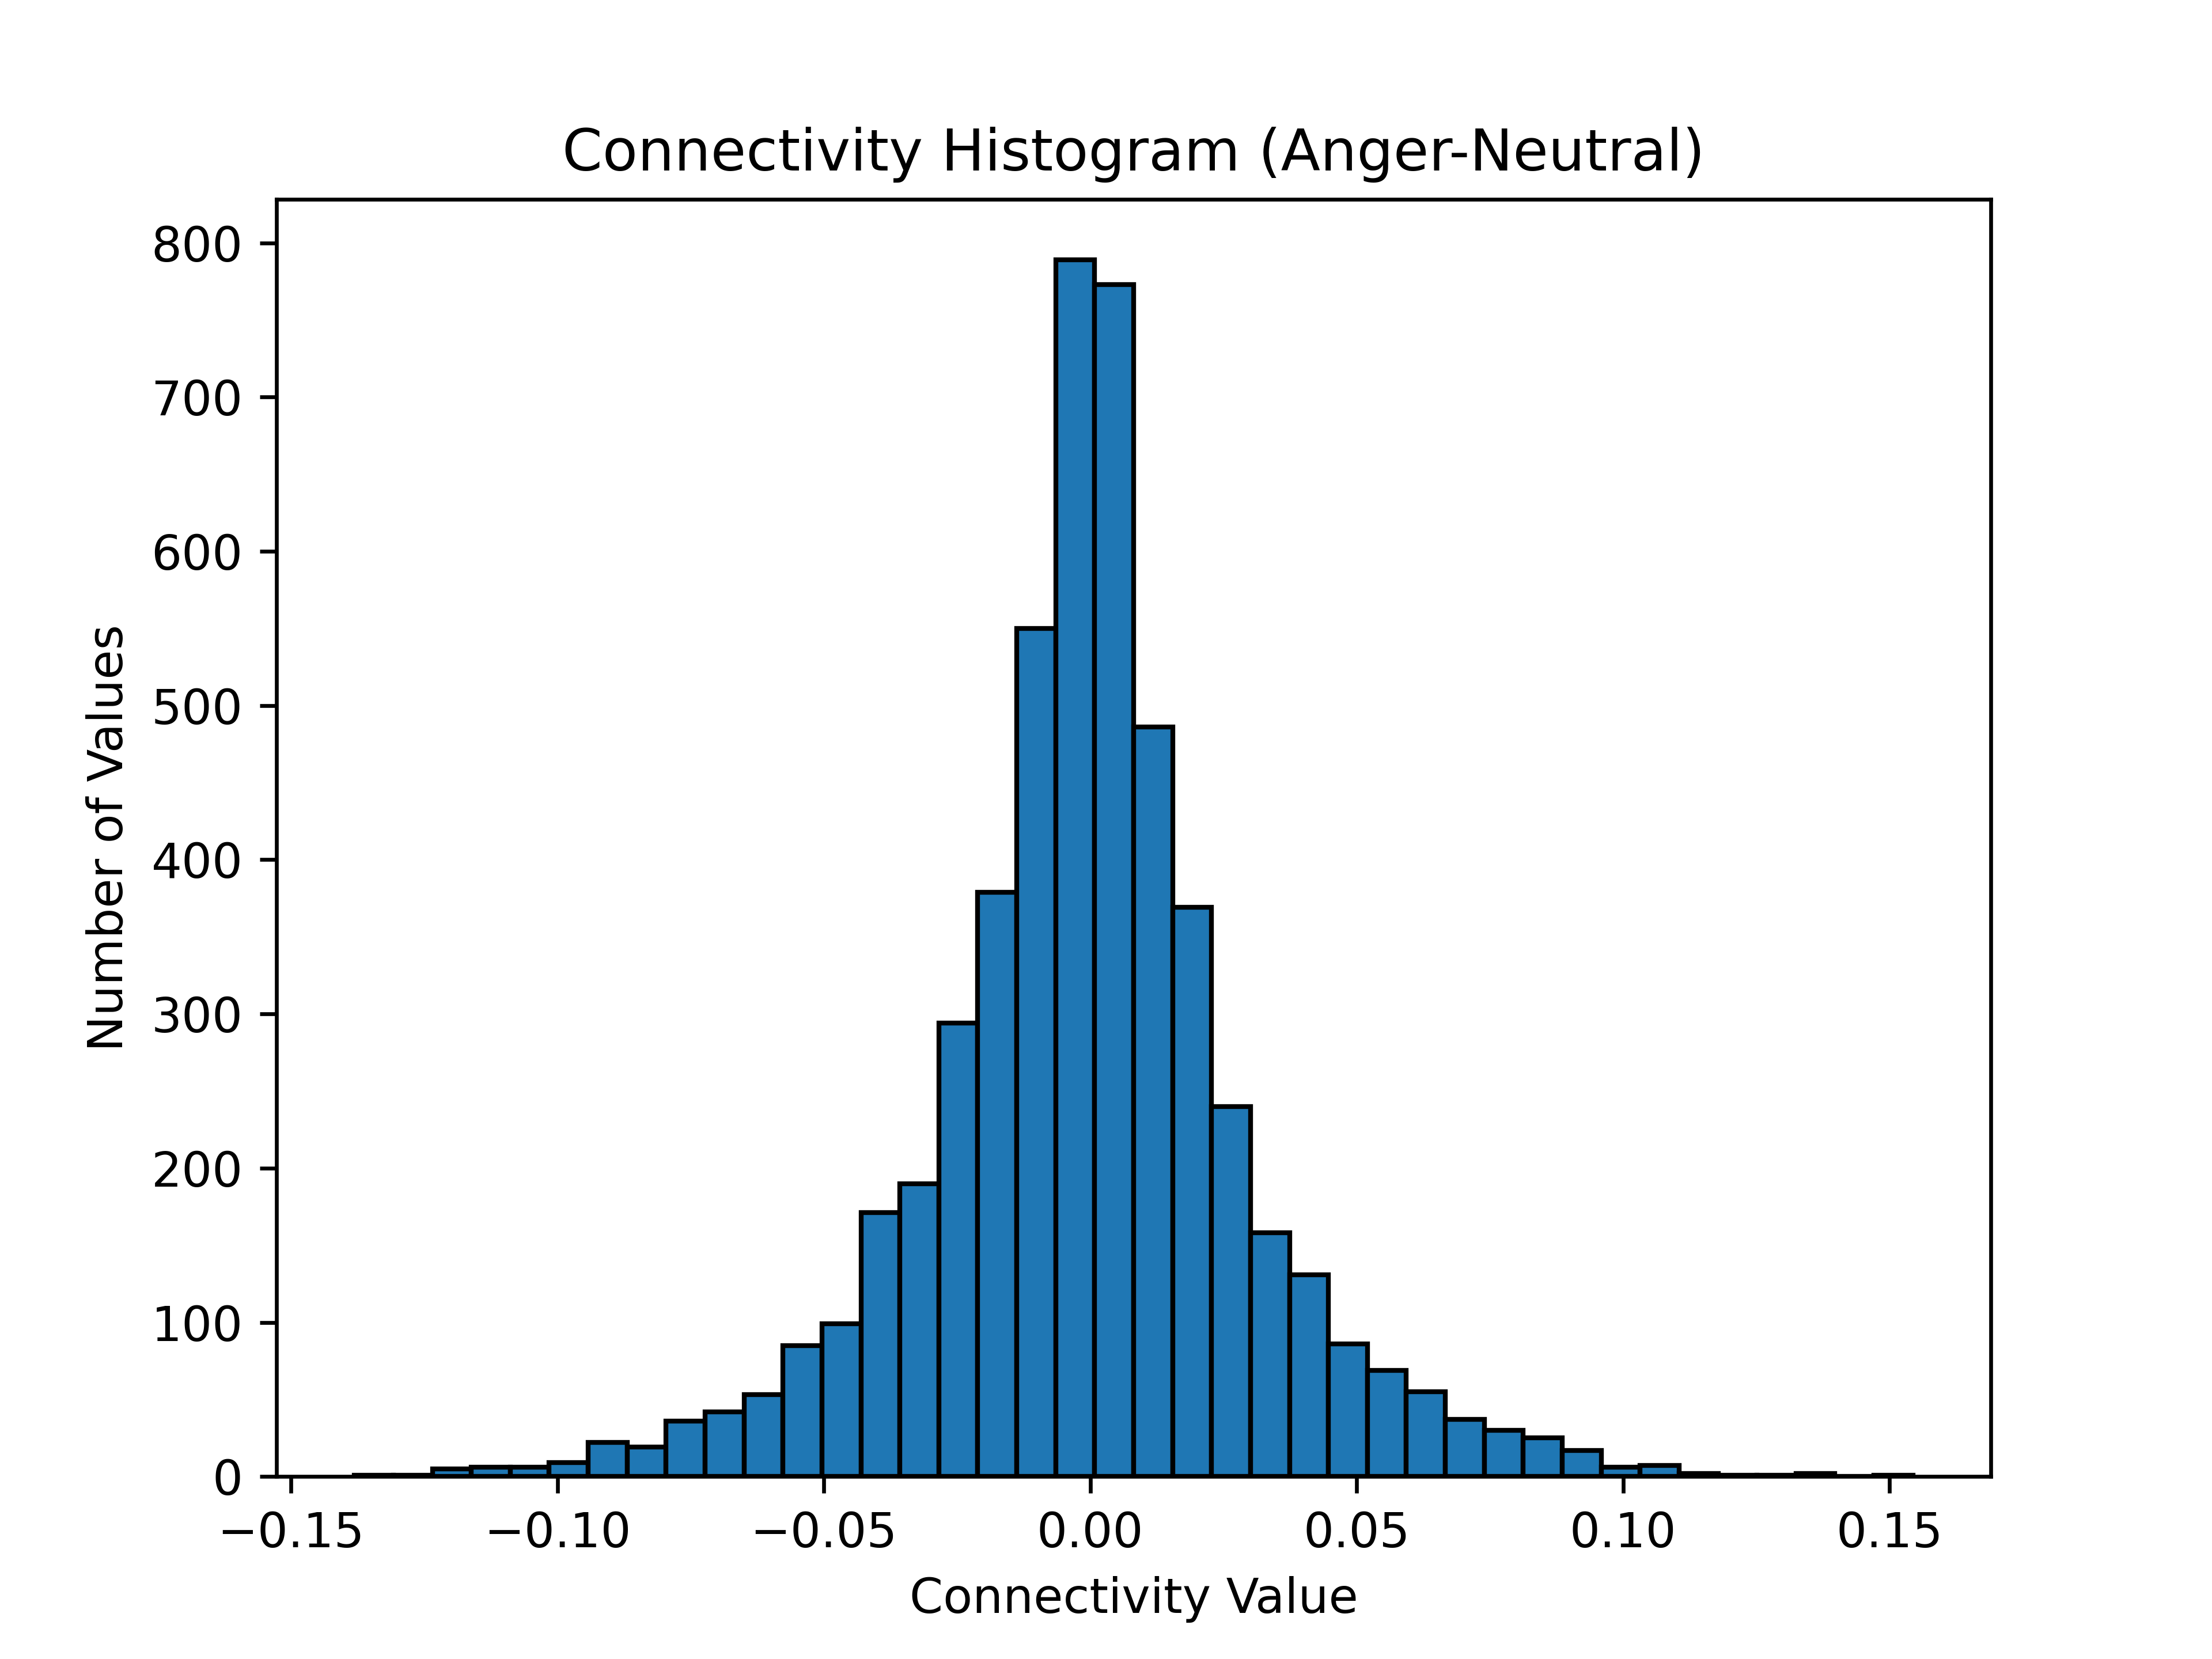 Connectivity Histogram (Anger-Neutral)
800
700
600
500
400
300
200
100
0
Number of Values
−0.15 −0.10 −0.05 0.00 0.05 0.10 0.15
Connectivity Value